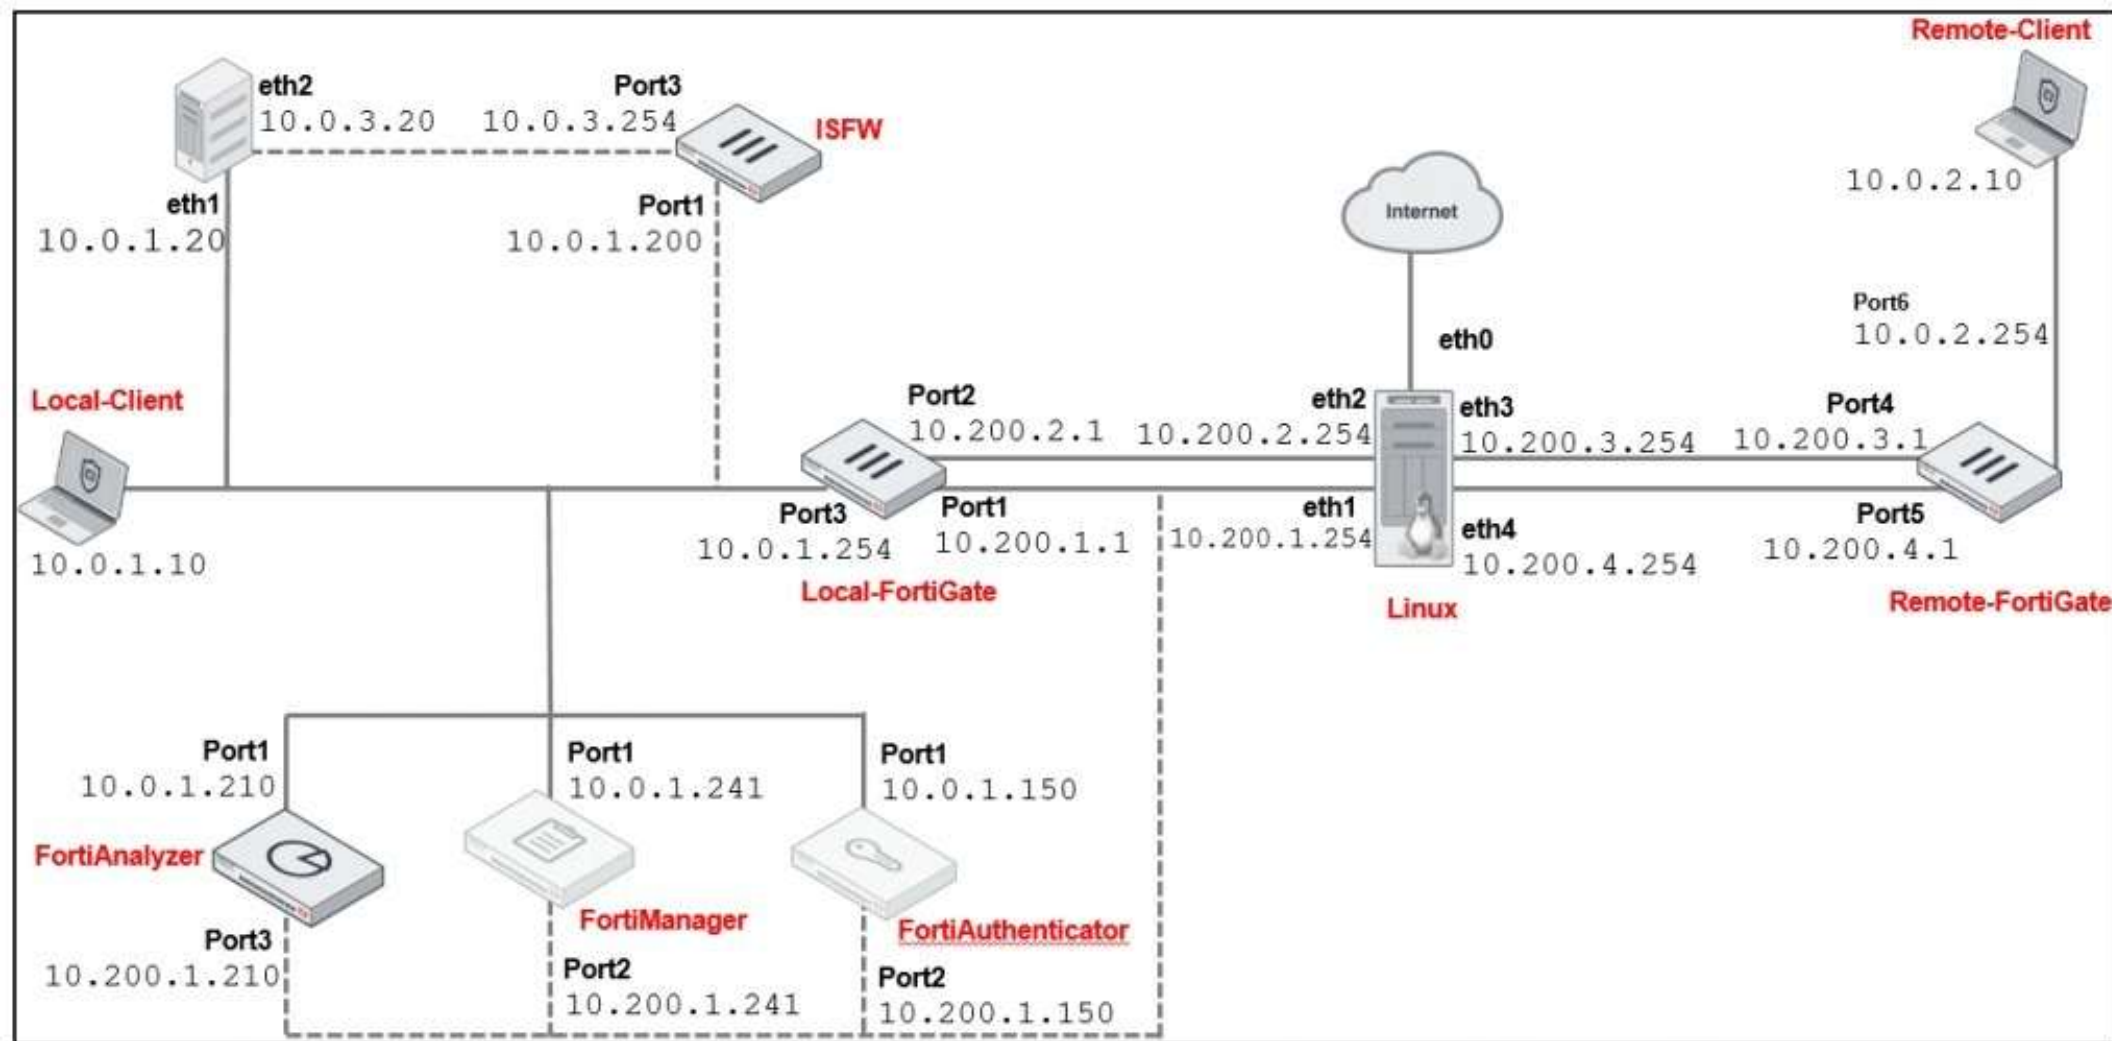 Remote-Client
eth2
10.0.3.20
Port3
10.0.3.254
ISFW
eth1
10.0.1.20
Port1
10.0.1.200
Internet
10.0.2.10
Port6
10.0.2.254
eth0
Local-Client
10.0.1.10
Port2
10.200.2.1
eth2
10.200.2.254
eth3
10.200.3.254
Port4
10.200.3.1
Port3
10.0.1.254
Port1
10.200.1.1
eth1
10.200.1.254
eth4
10.200.4.254
Port5
10.200.4.1
Local-FortiGate
Linux
Remote-FortiGate
Port1
10.0.1.210
Port1
10.0.1.241
Port1
10.0.1.150
FortiAnalyzer
FortiManager
FortiAuthenticator
Port3
10.200.1.210
Port2
10.200.1.241
Port2
10.200.1.150